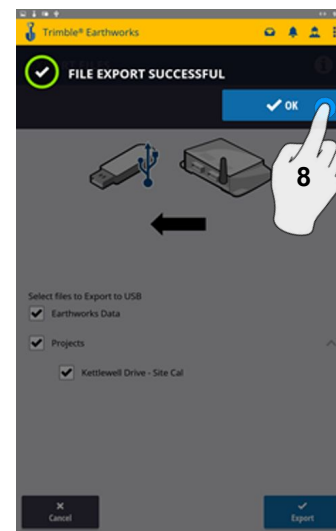 Trimble® Earthworks
FILE EXPORT SUCCESSFUL
OK
8
Select files to Export to USB
Earthworks Data
Projects
Kettlewell Drive - Site Cal
Cancel
Export